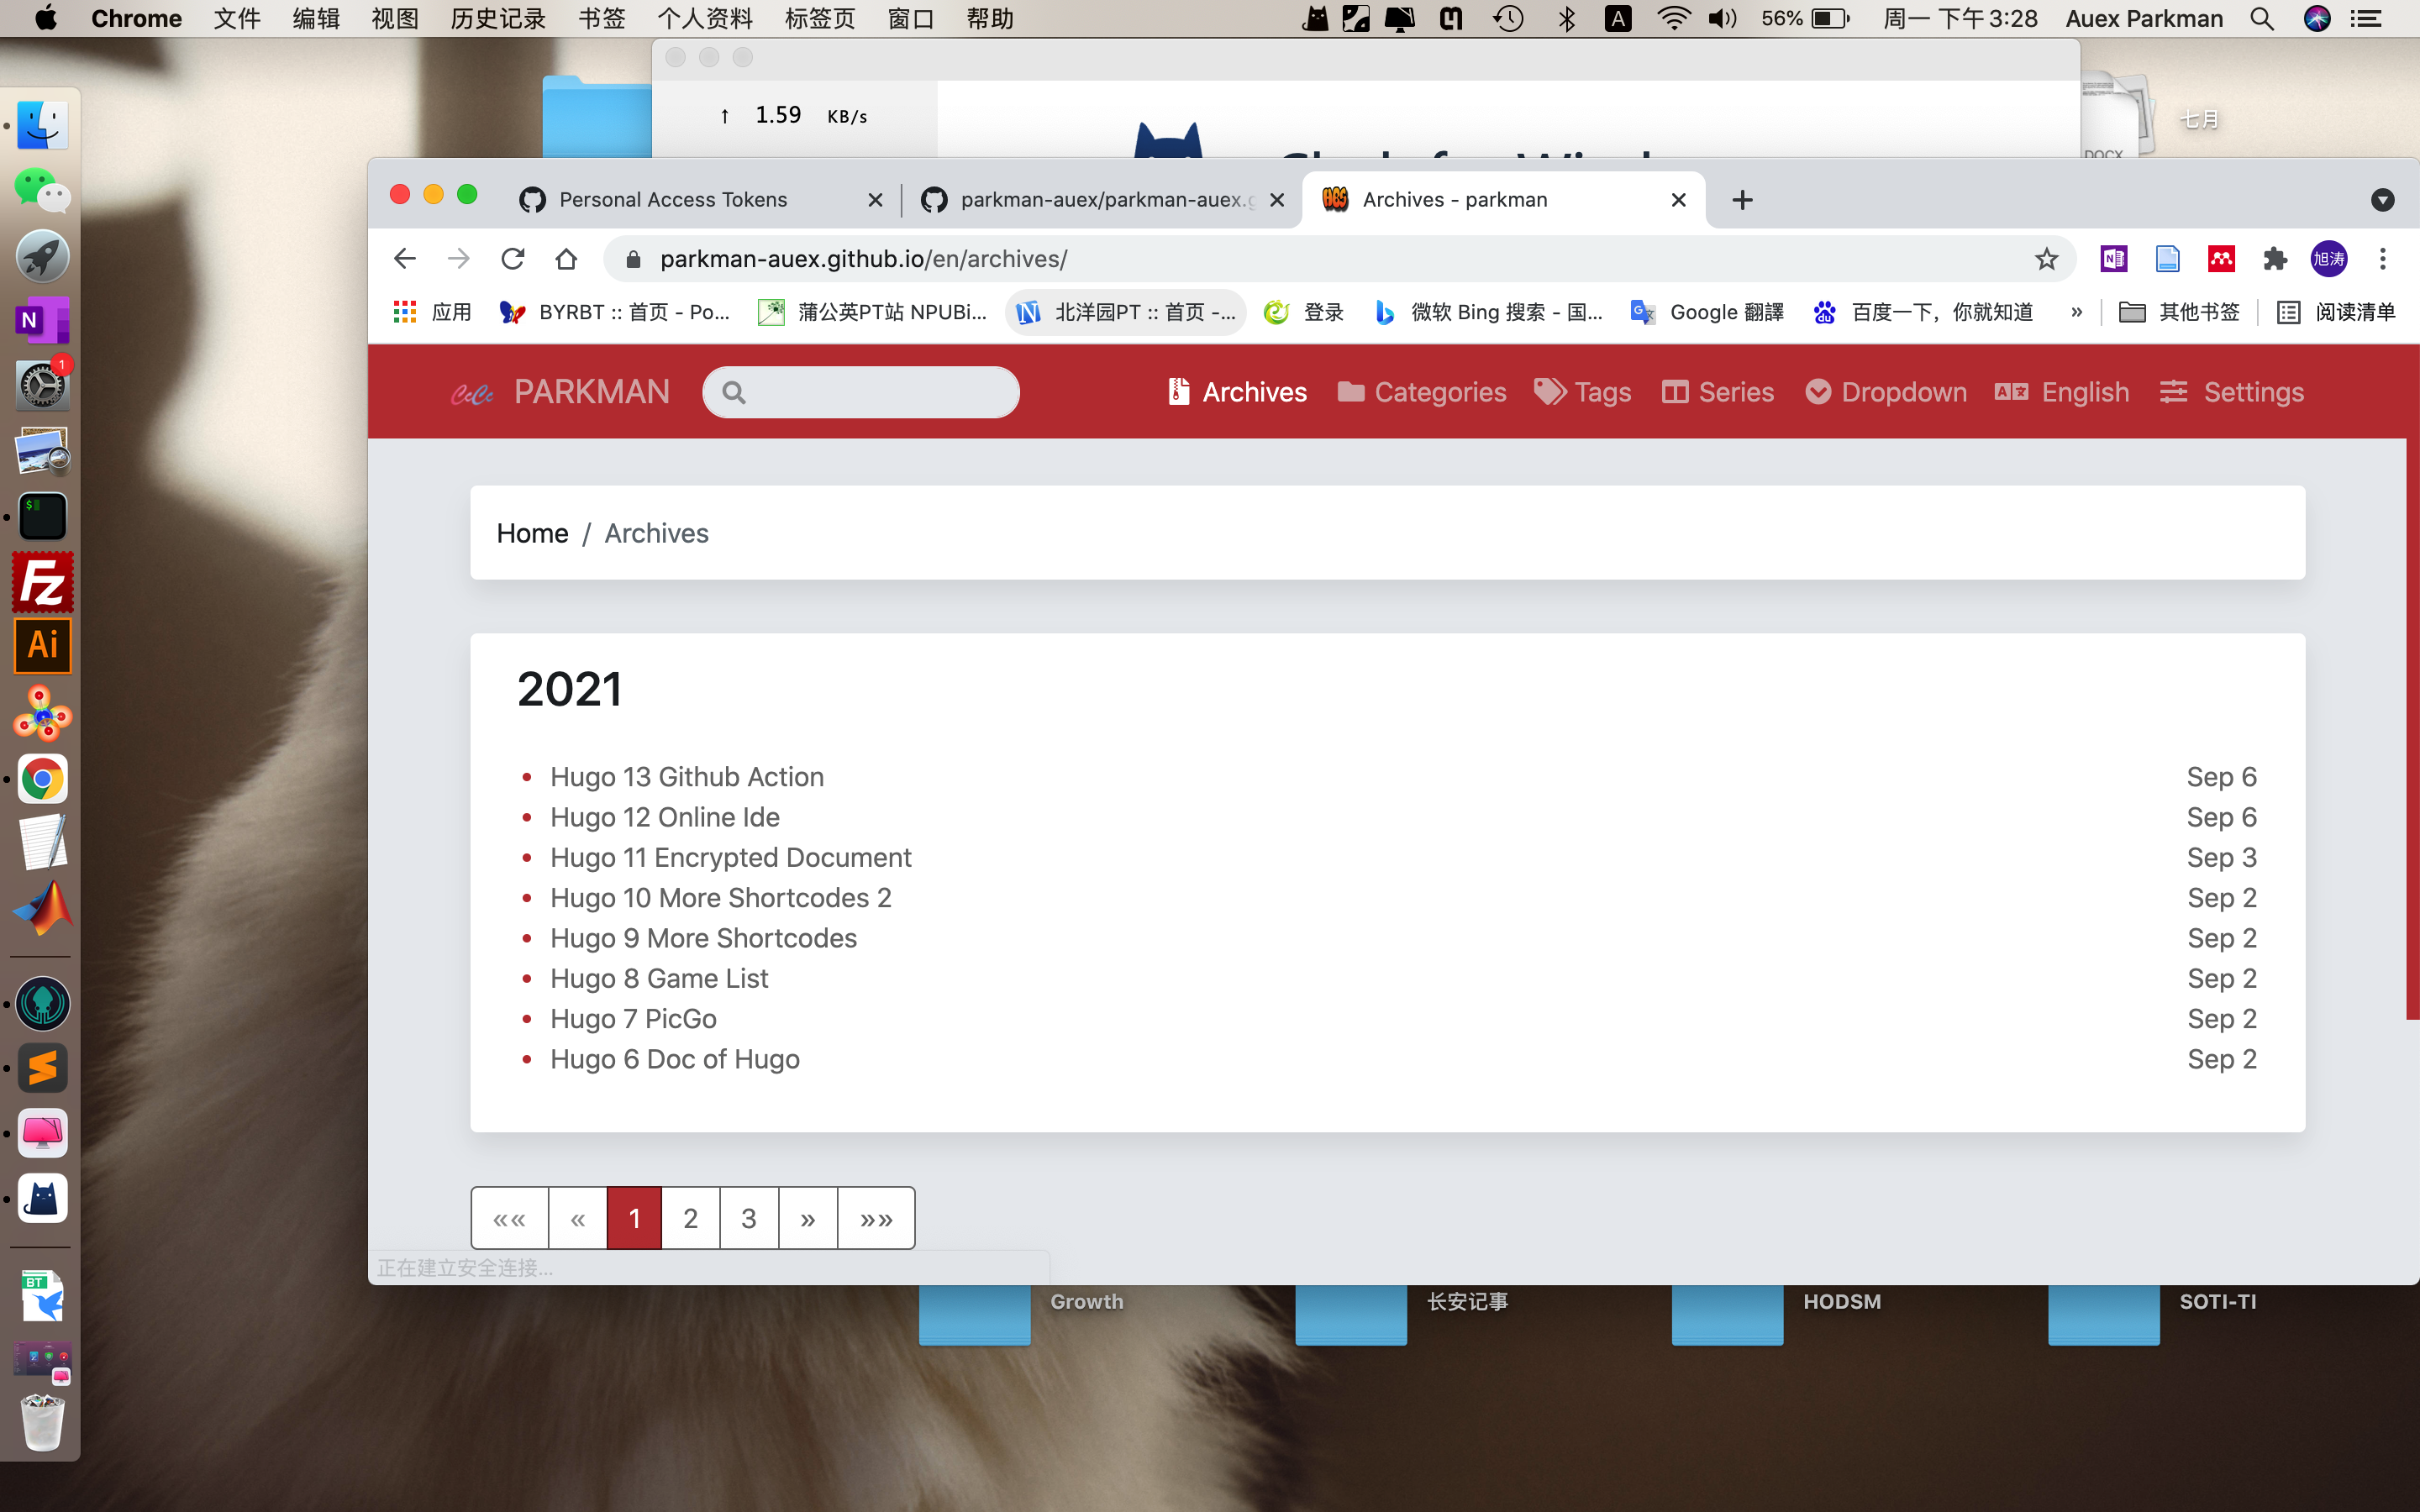 Chrome 文件 编辑 视图 历史记录 书签 个人资料 标签页 窗口 帮助 A 56% 周一 下午3:28 Auex Parkman
↑ 1.59 KB/s
七月
DOCX
Personal Access Tokens
parkman-auex/parkman-auex.g
HBS Archives - parkman
parkman-auex.github.io/en/archives/
旭涛
应用 BYRBT :: 首页 - Po... 蒲公英PT站 NPUBi... 北洋园PT :: 首页 -... 登录 微软 Bing 搜索 - 国... Google 翻譯 百度一下，你就知道 » 其他书签 阅读清单
PARKMAN Archives Categories Tags Series Dropdown English Settings
Home / Archives
2021
Hugo 13 Github Action Sep 6
Hugo 12 Online Ide Sep 6
Hugo 11 Encrypted Document Sep 3
Hugo 10 More Shortcodes 2 Sep 2
Hugo 9 More Shortcodes Sep 2
Hugo 8 Game List Sep 2
Hugo 7 PicGo Sep 2
Hugo 6 Doc of Hugo Sep 2
«« « 1 2 3 » »»
正在建立安全连接...
Growth 长安记事 HODSM SOTI-TI
N
1
$
Fz
Ai
BT